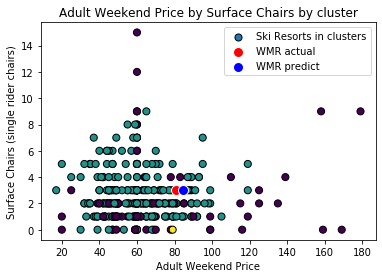 Adult Weekend Price by Surface Chairs by cluster
Ski Resorts in clusters
WMR actual
WMR predict
Surface Chairs (single rider chairs)
14
12
10
8
6
4
2
0
20 40 60 80 100 120 140 160 180
Adult Weekend Price